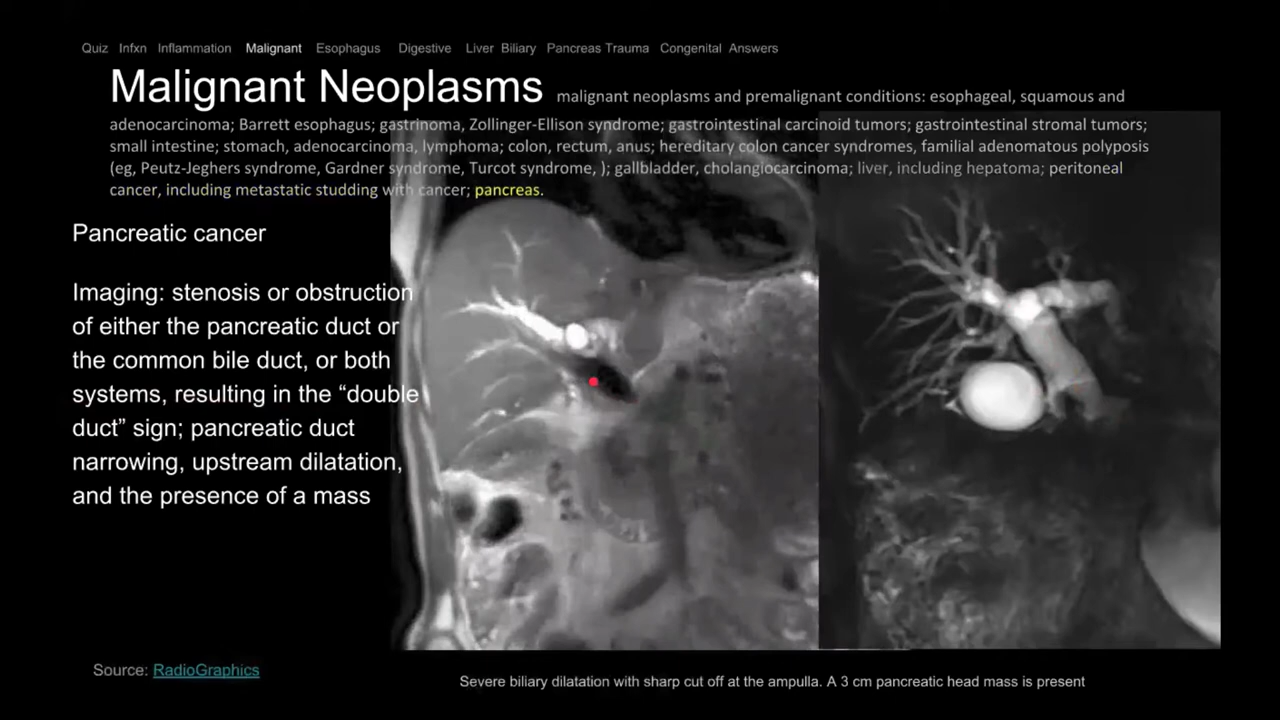 Quiz Infxn Inflammation Malignant Esophagus Digestive Liver Biliary Pancreas Trauma Congenital Answers
Malignant Neoplasms malignant neoplasms and premalignant conditions: esophageal, squamous and
adenocarcinoma; Barrett esophagus; gastrinoma, Zollinger-Ellison syndrome; gastrointestinal carcinoid tumors; gastrointestinal stromal tumors;
small intestine; stomach, adenocarcinoma, lymphoma; colon, rectum, anus; hereditary colon cancer syndromes, familial adenomatous polyposis
(eg, Peutz-Jeghers syndrome, Gardner syndrome, Turcot syndrome, ); gallbladder, cholangiocarcinoma; liver, including hepatoma; peritoneal
cancer, including metastatic studding with cancer; pancreas.
Pancreatic cancer
Imaging: stenosis or obstruction
of either the pancreatic duct or
the common bile duct, or both
systems, resulting in the “double
duct” sign; pancreatic duct
narrowing, upstream dilatation,
and the presence of a mass
Source: RadioGraphics
Severe biliary dilatation with sharp cut off at the ampulla. A 3 cm pancreatic head mass is present